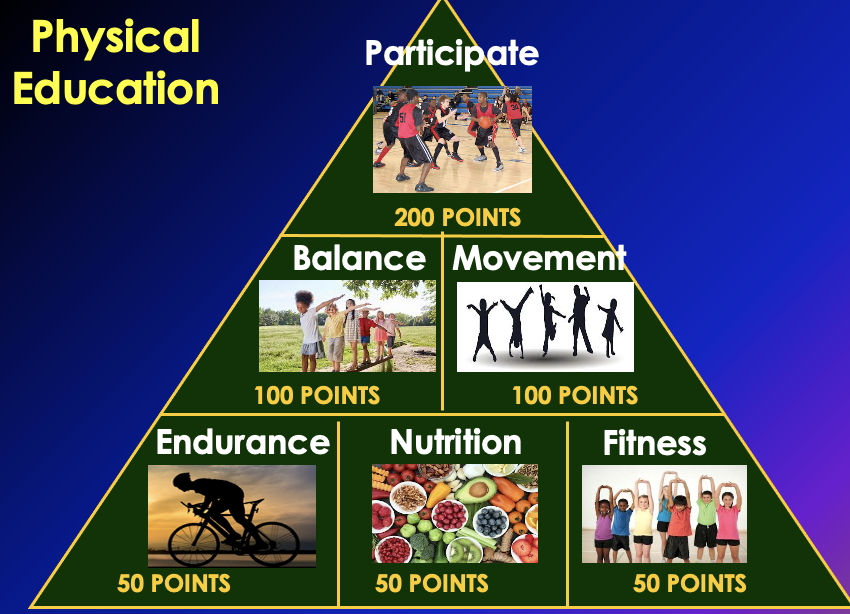 Physical
Education
Participate
200 POINTS
Balance
Movement
100 POINTS
100 POINTS
Endurance
Nutrition
Fitness
50 POINTS
50 POINTS
50 POINTS